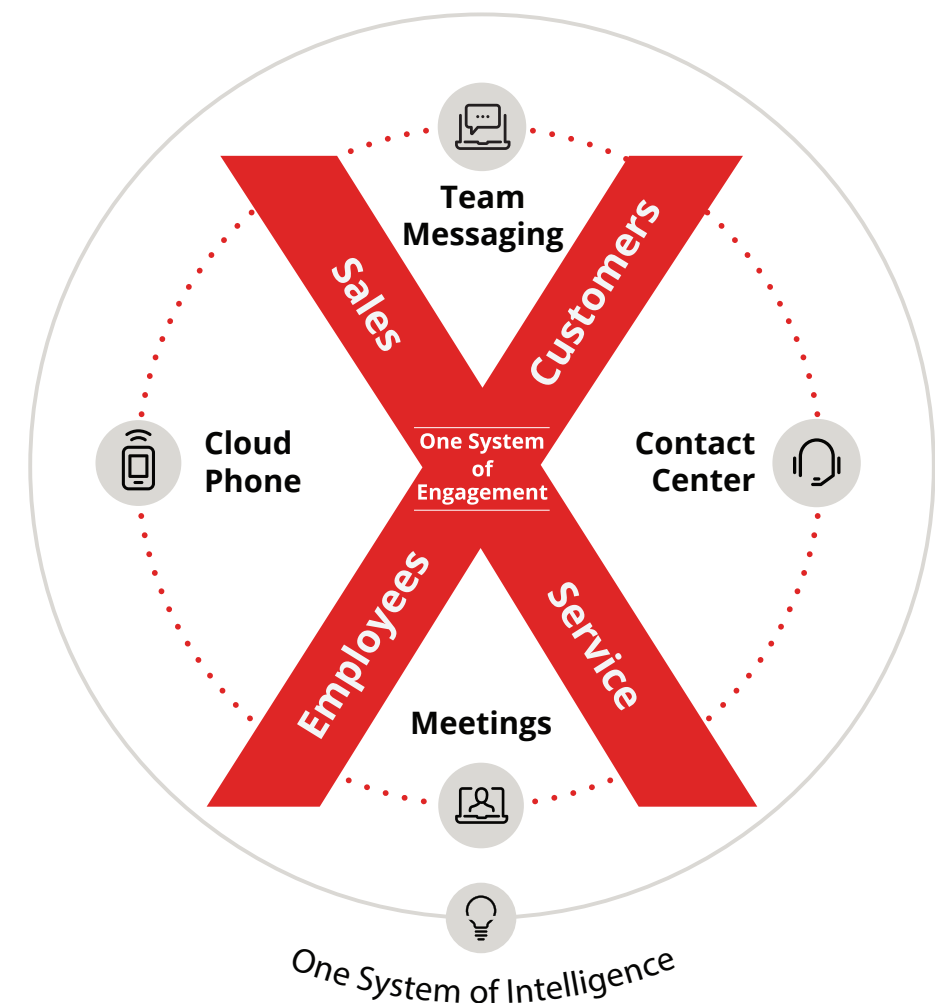 Team
Messaging
Sales
Customers
Cloud
Phone
One System
of
Engagement
Contact
Center
Employees
Service
Meetings
One System of Intelligence